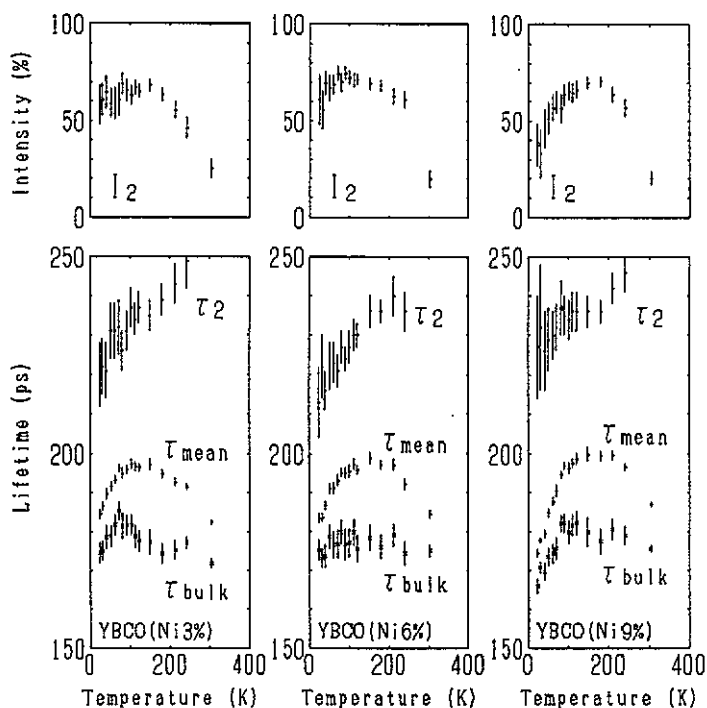 Intensity (%)
100
50
0
I2
100
50
0
I2
100
50
0
I2
Lifetime (ps)
250
200
150
τ2
τmean
τbulk
YBCO(Ni3%)
0 200 400
Temperature (K)
250
200
150
τ2
τmean
τbulk
YBCO(Ni6%)
0 200 400
Temperature (K)
250
200
150
τ2
τmean
τbulk
YBCO(Ni9%)
0 200 400
Temperature (K)